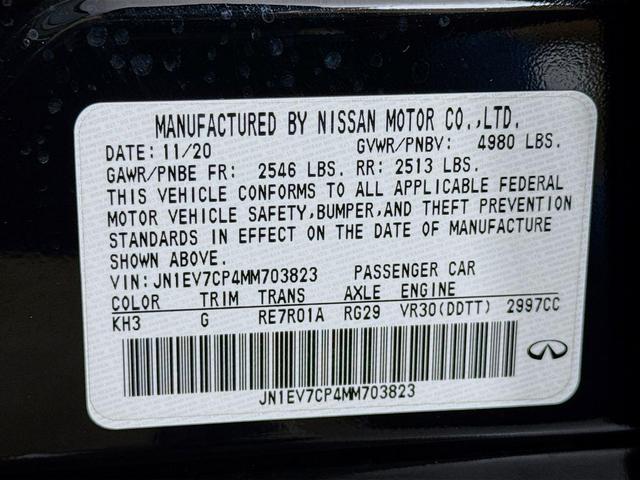 MANUFACTURED BY NISSAN MOTOR CO.,LTD.
DATE: 11/20 GVWR/PNBV: 4980 LBS.
GAWR/PNBE FR: 2546 LBS. RR: 2513 LBS.
THIS VEHICLE CONFORMS TO ALL APPLICABLE FEDERAL
MOTOR VEHICLE SAFETY,BUMPER,AND THEFT PREVENTION
STANDARDS IN EFFECT ON THE DATE OF MANUFACTURE
SHOWN ABOVE.
VIN:JN1EV7CP4MM703823 PASSENGER CAR
COLOR TRIM TRANS AXLE ENGINE
KH3 G RE7R01A RG29 VR30(DDTT) 2997CC
JN1EV7CP4MM703823